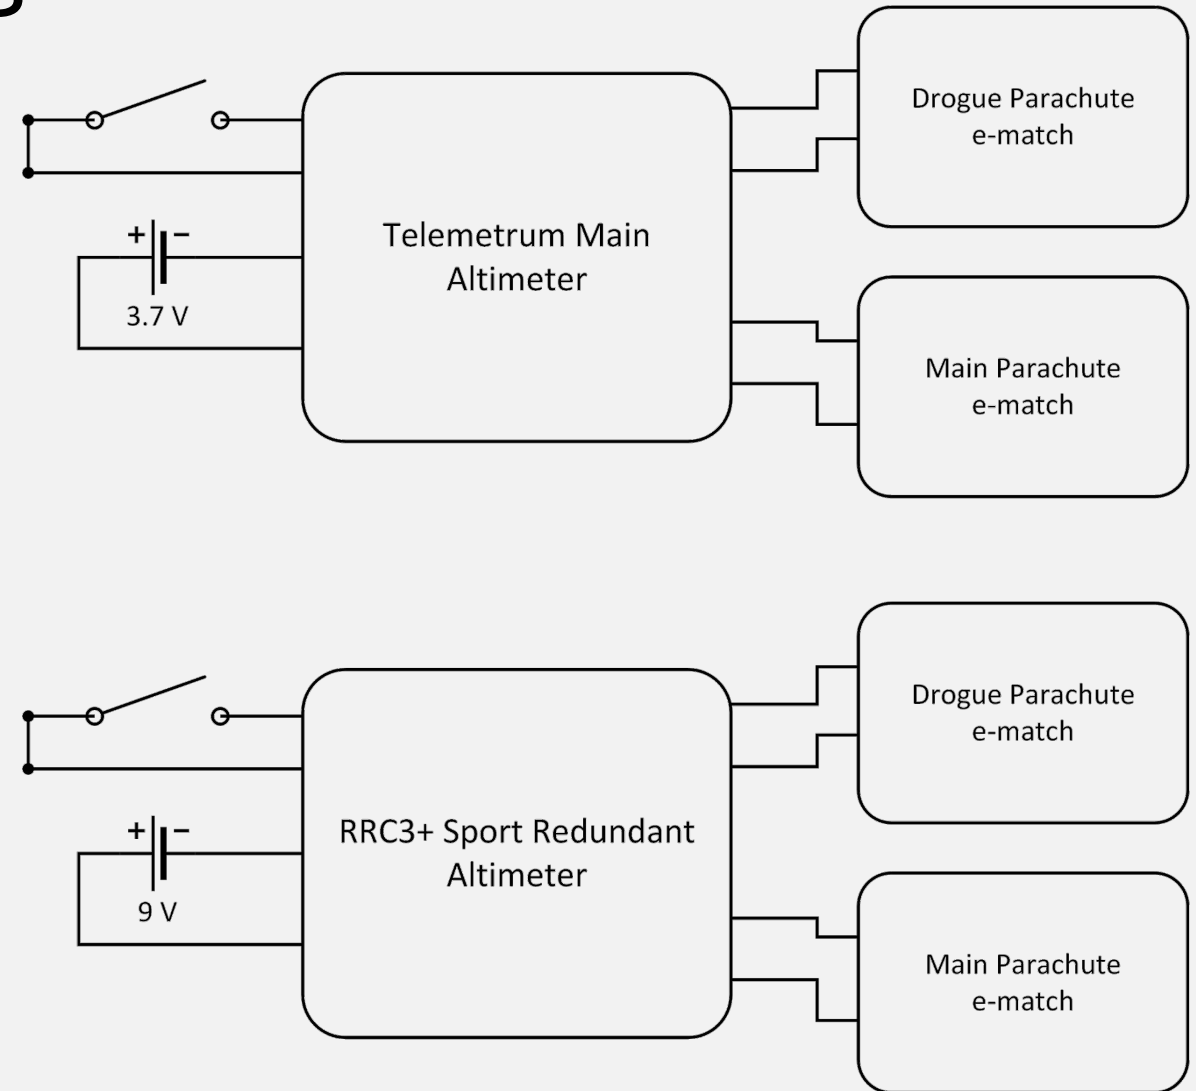 Drogue Parachute
e-match
Telemetrum Main
Altimeter
+ −
3.7 V
Main Parachute
e-match
Drogue Parachute
e-match
RRC3+ Sport Redundant
Altimeter
+ −
9 V
Main Parachute
e-match